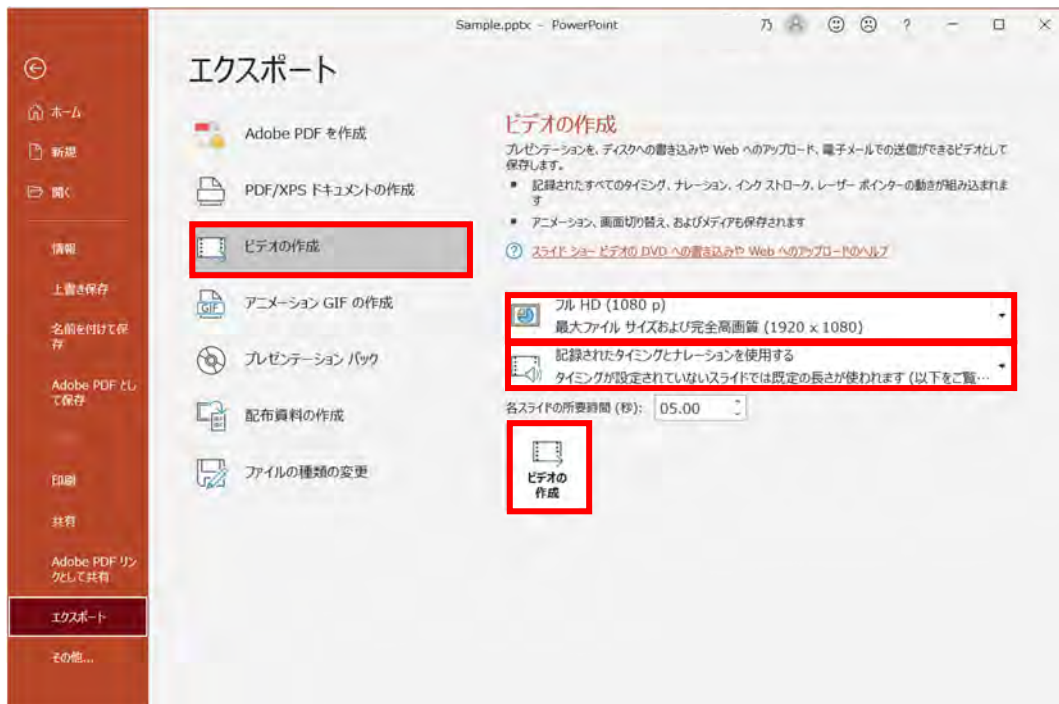 Sample.pptx - PowerPoint
?
エクスポート
ホーム
新規
開く
情報
上書き保存
名前を付けて保
存
Adobe PDF とし
て保存
印刷
共有
Adobe PDF リン
クとして共有
エクスポート
その他...
Adobe PDF を作成
PDF/XPS ドキュメントの作成
ビデオの作成
アニメーション GIF の作成
GIF
プレゼンテーション パック
配布資料の作成
ファイルの種類の変更
ビデオの作成
プレゼンテーションを、ディスクへの書き込みや Web へのアップロード、電子メールでの送信ができるビデオとして
保存します。
▪ 記録されたすべてのタイミング、ナレーション、インク ストローク、レーザー ポインターの動きが組み込まれま
す
▪ アニメーション、画面切り替え、およびメディアも保存されます
? スライド ショー ビデオの DVD への書き込みや Web へのアップロードのヘルプ
フル HD (1080 p)
最大ファイル サイズおよび完全高画質 (1920 x 1080)
記録されたタイミングとナレーションを使用する
タイミングが設定されていないスライドでは既定の長さが使われます (以下をご覧…
各スライドの所要時間 (秒): 05.00
ビデオの
作成